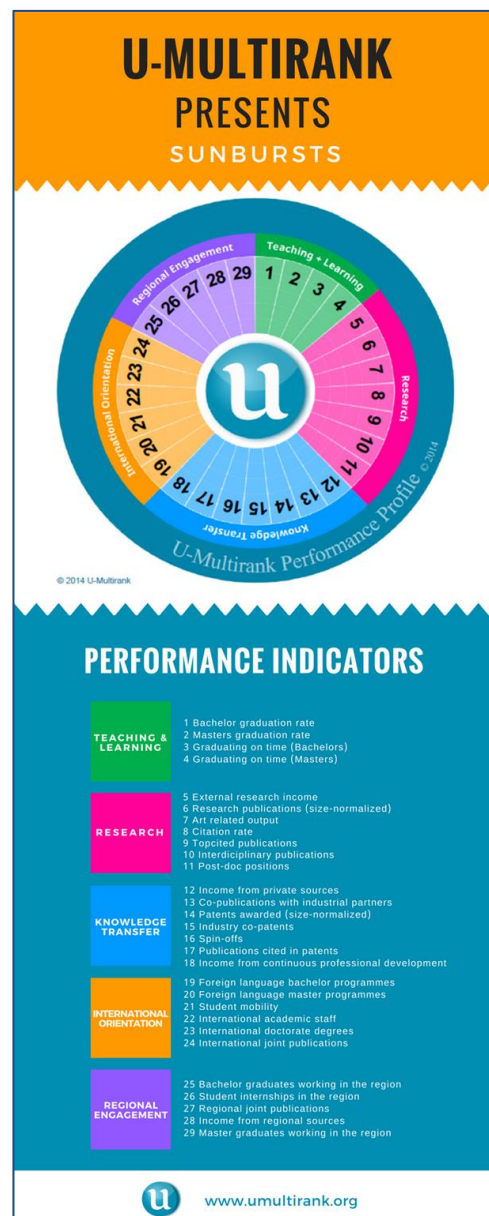 U-MULTIRANK
PRESENTS
SUNBURSTS
Teaching + Learning
Research
Knowledge Transfer
International Orientation
Regional Engagement
1
2
3
4
5
6
7
8
9
10
11
12
13
14
15
16
17
18
19
20
21
22
23
24
25
26
27
28
29
u
U-Multirank Performance Profile © 2014
© 2014 U-Multirank
PERFORMANCE INDICATORS
TEACHING &
LEARNING
1 Bachelor graduation rate
2 Masters graduation rate
3 Graduating on time (Bachelors)
4 Graduating on time (Masters)
RESEARCH
5 External research income
6 Research publications (size-normalized)
7 Art related output
8 Citation rate
9 Topcited publications
10 Interdiciplinary publications
11 Post-doc positions
KNOWLEDGE
TRANSFER
12 Income from private sources
13 Co-publications with industrial partners
14 Patents awarded (size-normalized)
15 Industry co-patents
16 Spin-offs
17 Publications cited in patents
18 Income from continuous professional development
INTERNATIONAL
ORIENTATION
19 Foreign language bachelor programmes
20 Foreign language master programmes
21 Student mobility
22 International academic staff
23 International doctorate degrees
24 International joint publications
REGIONAL
ENGAGEMENT
25 Bachelor graduates working in the region
26 Student internships in the region
27 Regional joint publications
28 Income from regional sources
29 Master graduates working in the region
u
www.umultirank.org